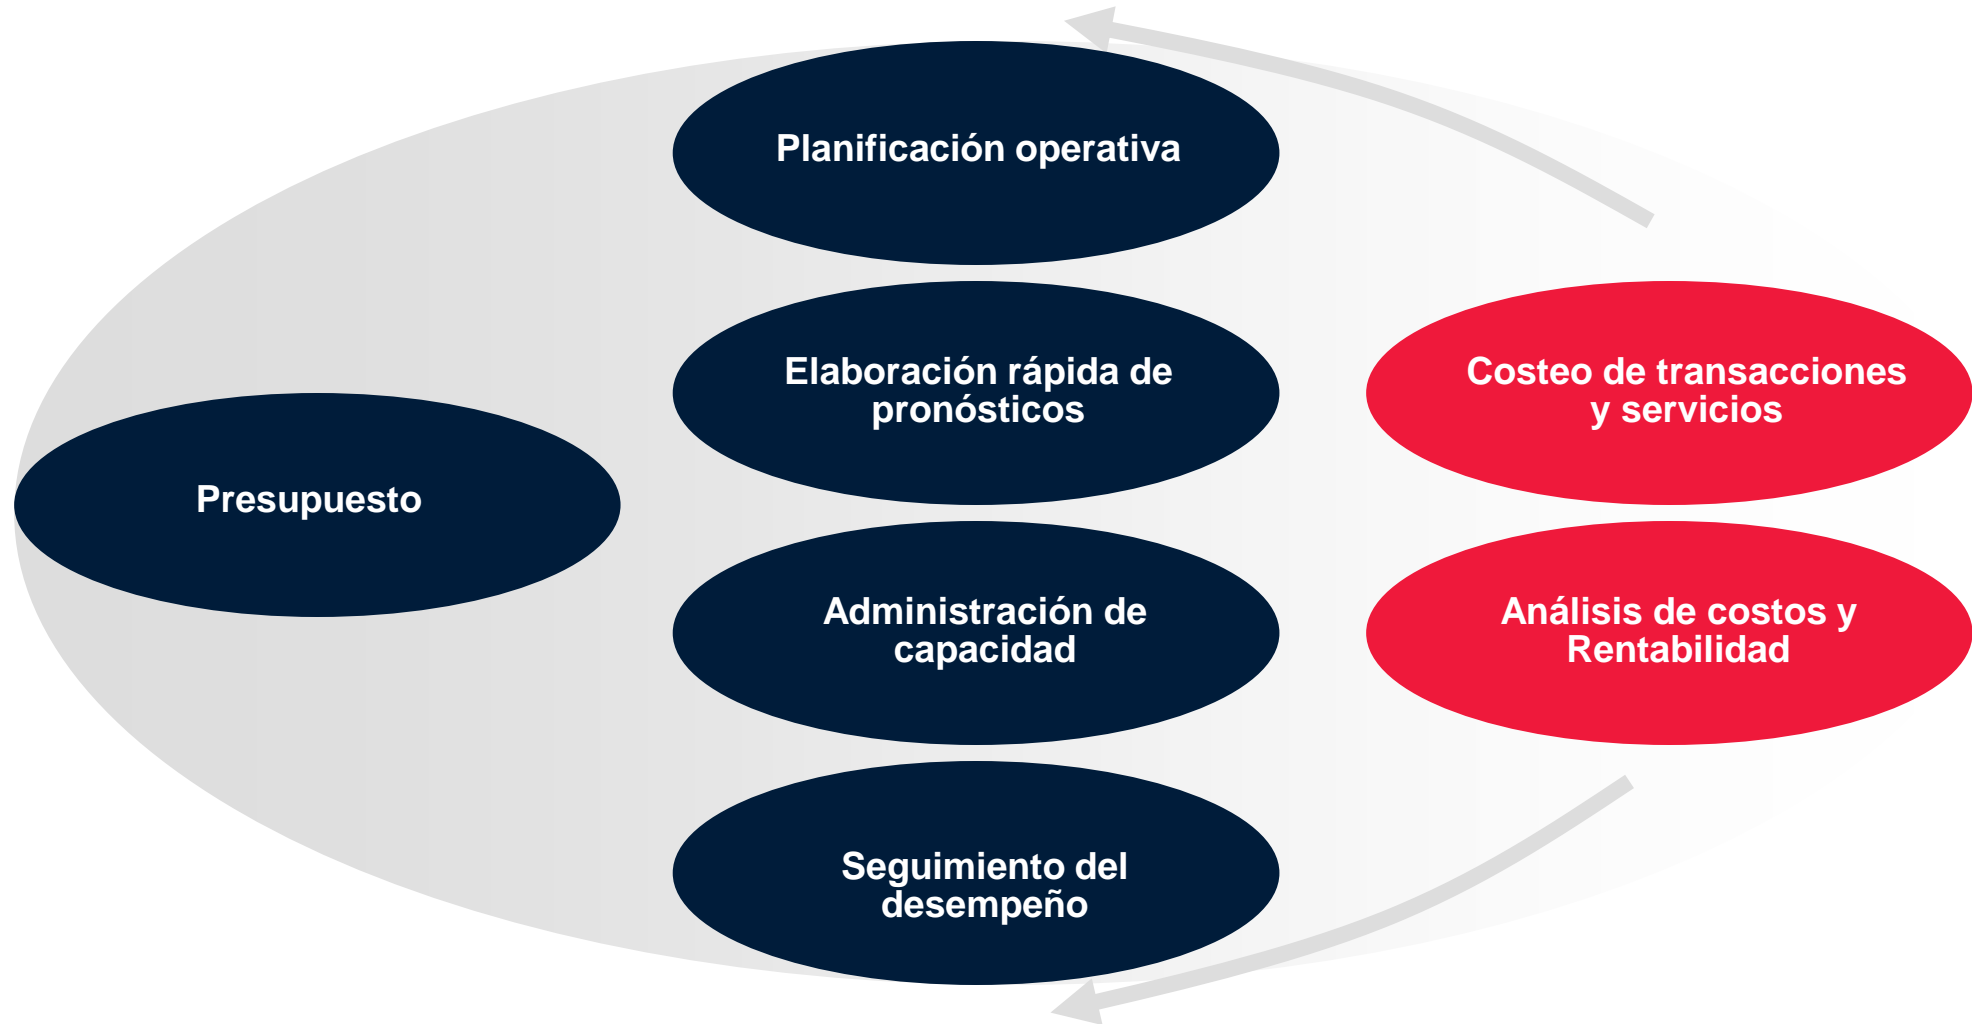 Planificación operativa
Elaboración rápida de
pronósticos
Costeo de transacciones
y servicios
Presupuesto
Administración de
capacidad
Análisis de costos y
Rentabilidad
Seguimiento del
desempeño